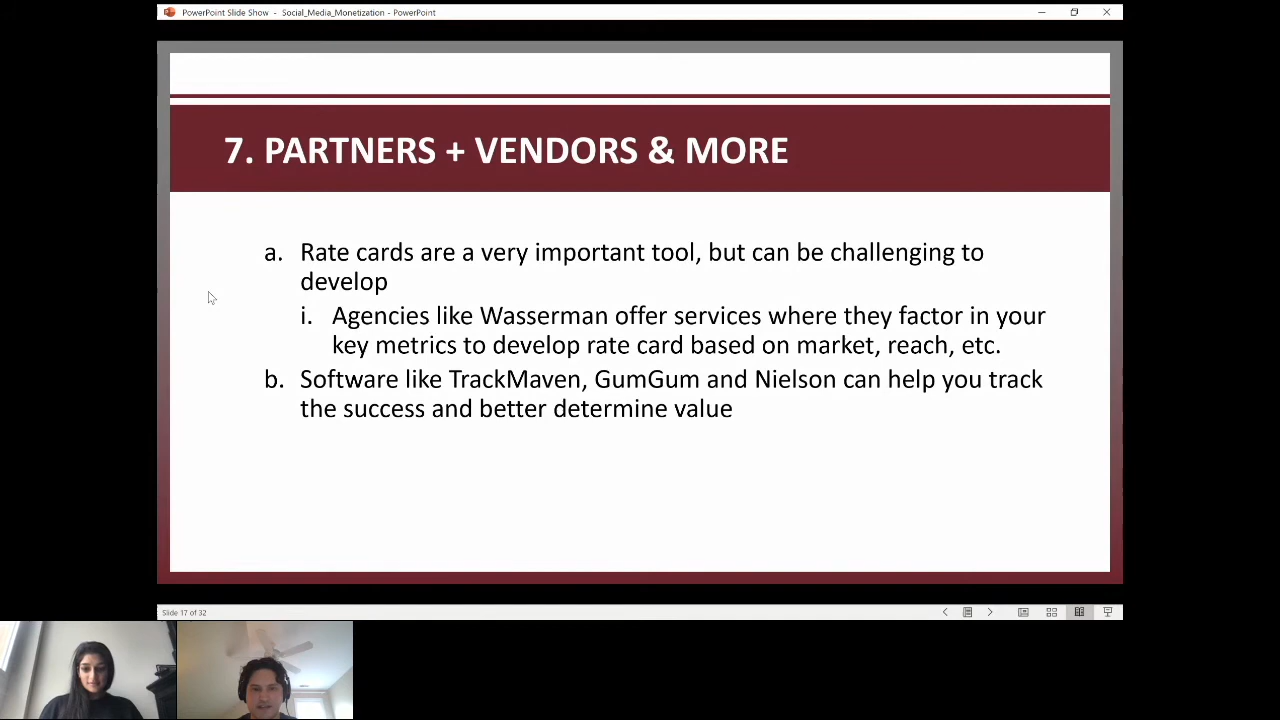 PowerPoint Slide Show - Social_Media_Monetization - PowerPoint
7. PARTNERS + VENDORS & MORE
a. Rate cards are a very important tool, but can be challenging to
develop
i. Agencies like Wasserman offer services where they factor in your
key metrics to develop rate card based on market, reach, etc.
b. Software like TrackMaven, GumGum and Nielson can help you track
the success and better determine value
Slide 17 of 32